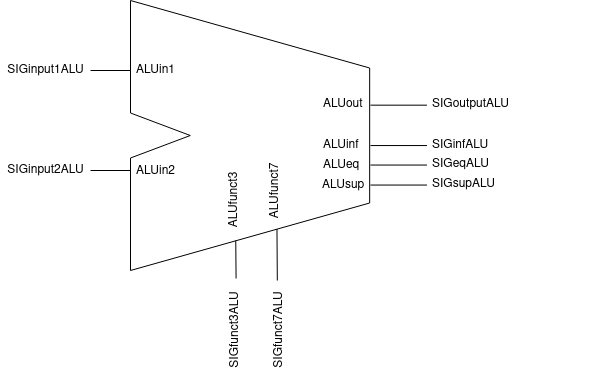 SIGinput1ALU
ALUin1
ALUout
SIGoutputALU
ALUinf
SIGinfALU
ALUeq
SIGeqALU
SIGinput2ALU
ALUin2
ALUsup
SIGsupALU
ALUfunct3
ALUfunct7
SIGfunct3ALU
SIGfunct7ALU